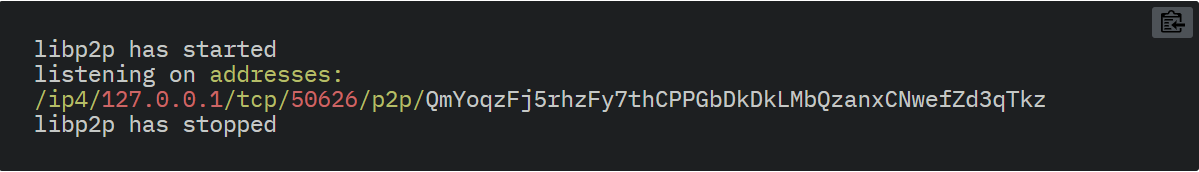 libp2p has started
listening on addresses:
/ip4/127.0.0.1/tcp/50626/p2p/QmYoqzFj5rhzFy7thCPPGbDkDkLMbQzanxCNwefZd3qTkz
libp2p has stopped